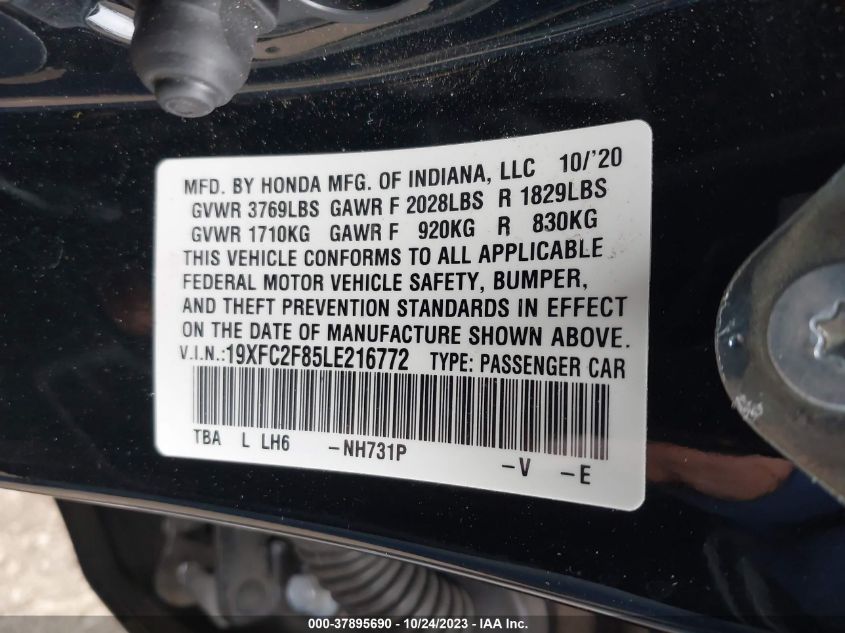 MFD. BY HONDA MFG. OF INDIANA, LLC 10/'20
GVWR 3769LBS GAWR F 2028LBS R 1829LBS
GVWR 1710KG GAWR F 920KG R 830KG
THIS VEHICLE CONFORMS TO ALL APPLICABLE
FEDERAL MOTOR VEHICLE SAFETY, BUMPER,
AND THEFT PREVENTION STANDARDS IN EFFECT
ON THE DATE OF MANUFACTURE SHOWN ABOVE.
V.I.N.:19XFC2F85LE216772 TYPE: PASSENGER CAR
TBA L LH6 -NH731P -V -E
000-37895690 - 10/24/2023 - © IAA Inc.